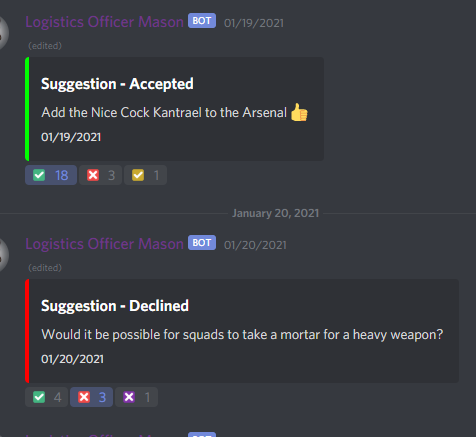 Logistics Officer Mason BOT 01/19/2021
(edited)
Suggestion - Accepted
Add the Nice Cock Kantrael to the Arsenal 👍
01/19/2021
18 3 1
January 20, 2021
Logistics Officer Mason BOT 01/20/2021
(edited)
Suggestion - Declined
Would it be possible for squads to take a mortar for a heavy weapon?
01/20/2021
4 3 1